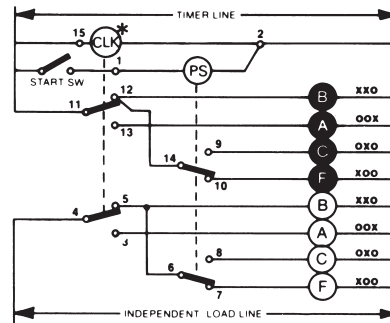 TIMER LINE
15 CLK * 2
1 PS
START SW
12 B XXO
11
13 A OOX
9 C OXO
14
10 F XOO
5 B XXO
4
3 A OOX
8 C OXO
6
7 F XOO
INDEPENDENT LOAD LINE